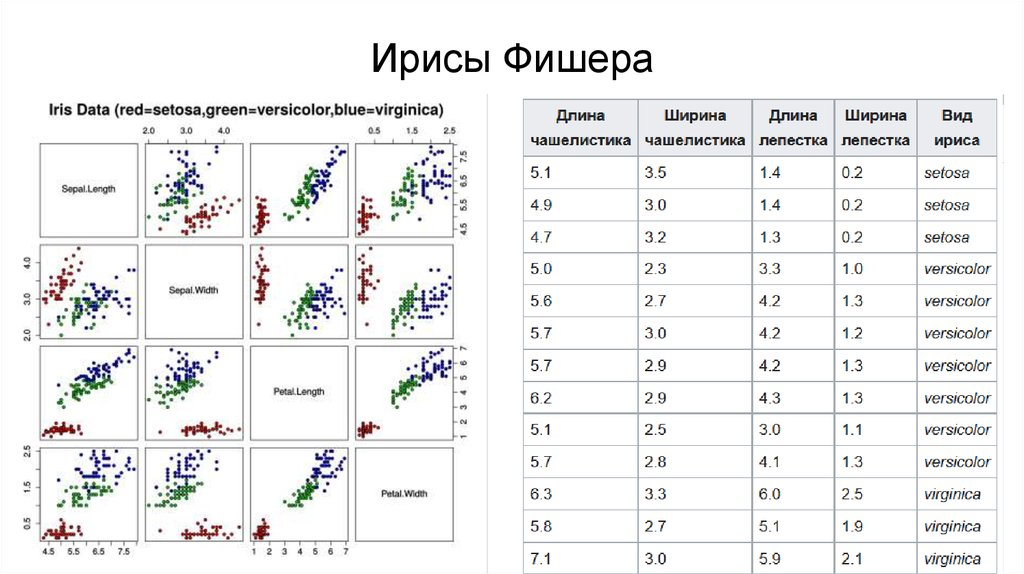 Ирисы Фишера
Iris Data (red=setosa,green=versicolor,blue=virginica)
2.0 3.0 4.0
0.5 1.5 2.5
Sepal.Length
4.5 5.5 6.5 7.5
2.0 3.0 4.0
Sepal.Width
Petal.Length
1 2 3 4 5 6 7
0.5 1.5 2.5
Petal.Width
4.5 5.5 6.5 7.5
1 2 3 4 5 6 7
Длина чашелистика Ширина чашелистика Длина лепестка Ширина лепестка Вид ириса
5.1 3.5 1.4 0.2 setosa
4.9 3.0 1.4 0.2 setosa
4.7 3.2 1.3 0.2 setosa
5.0 2.3 3.3 1.0 versicolor
5.6 2.7 4.2 1.3 versicolor
5.7 3.0 4.2 1.2 versicolor
5.7 2.9 4.2 1.3 versicolor
6.2 2.9 4.3 1.3 versicolor
5.1 2.5 3.0 1.1 versicolor
5.7 2.8 4.1 1.3 versicolor
6.3 3.3 6.0 2.5 virginica
5.8 2.7 5.1 1.9 virginica
7.1 3.0 5.9 2.1 virginica